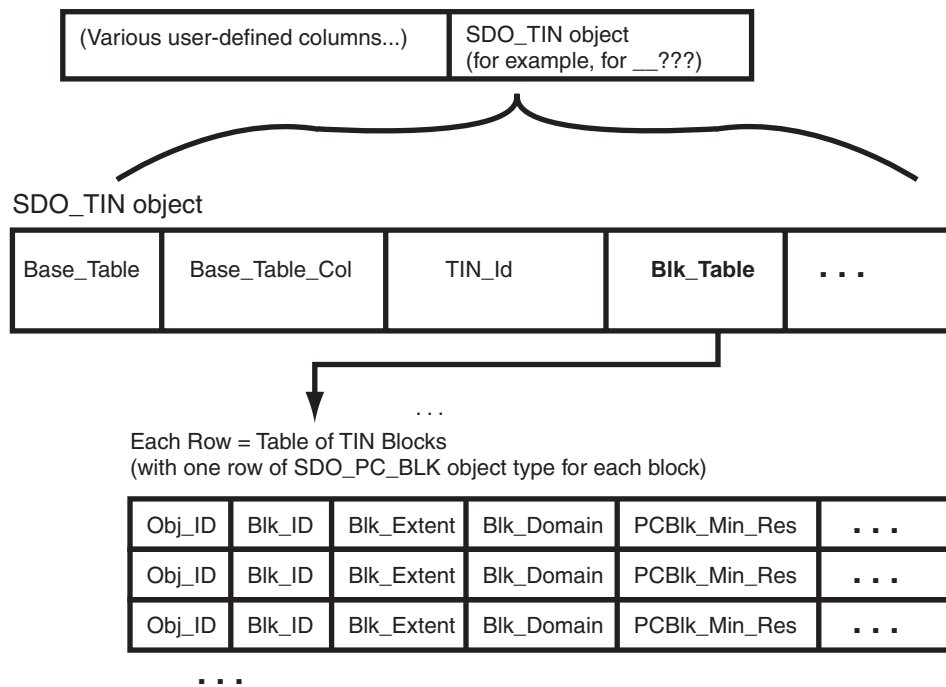 (Various user-defined columns...)
SDO_TIN object
(for example, for __???)
SDO_TIN object
Base_Table Base_Table_Col TIN_Id Blk_Table . . .
. . .
Each Row = Table of TIN Blocks
(with one row of SDO_PC_BLK object type for each block)
Obj_ID Blk_ID Blk_Extent Blk_Domain PCBlk_Min_Res . . .
Obj_ID Blk_ID Blk_Extent Blk_Domain PCBlk_Min_Res . . .
Obj_ID Blk_ID Blk_Extent Blk_Domain PCBlk_Min_Res . . .
. . .